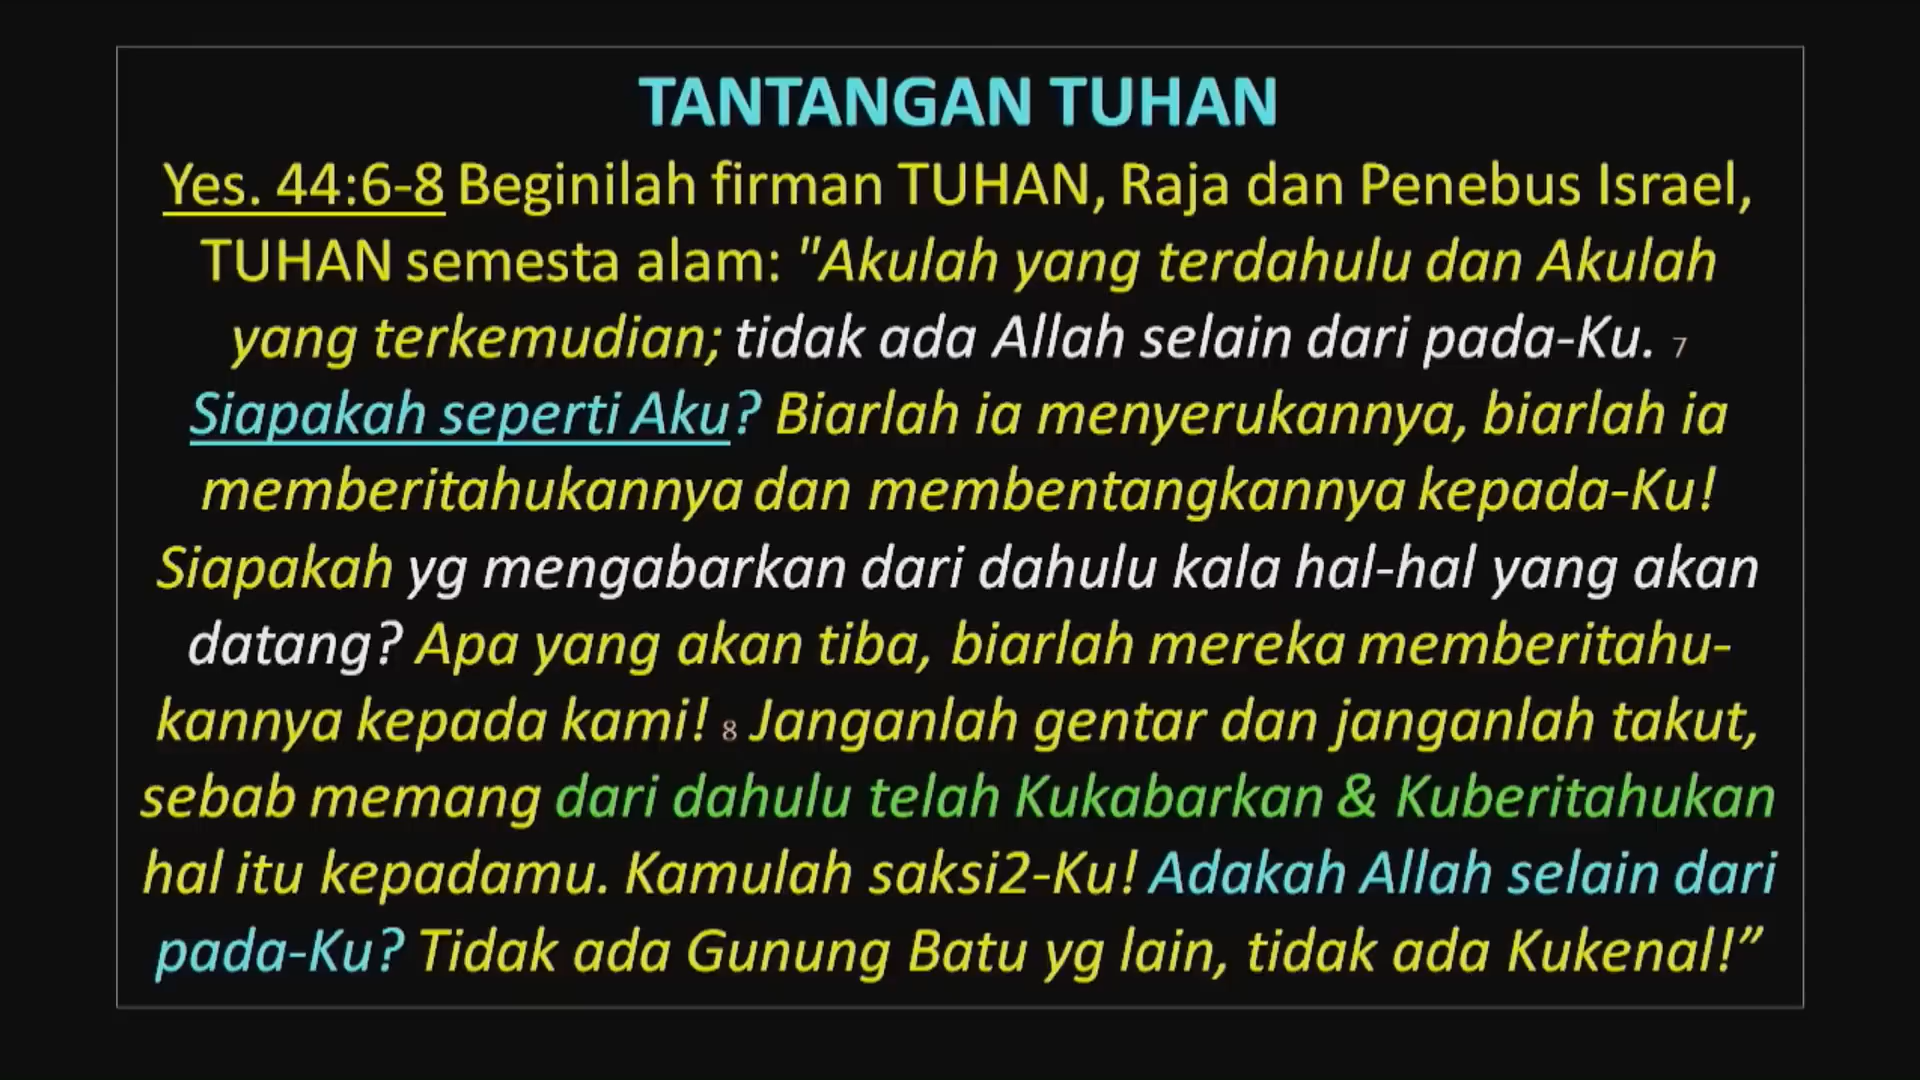 TANTANGAN TUHAN
Yes. 44:6-8 Beginilah firman TUHAN, Raja dan Penebus Israel,
TUHAN semesta alam: "Akulah yang terdahulu dan Akulah
yang terkemudian; tidak ada Allah selain dari pada-Ku. 7
Siapakah seperti Aku? Biarlah ia menyerukannya, biarlah ia
memberitahukannya dan membentangkannya kepada-Ku!
Siapakah yg mengabarkan dari dahulu kala hal-hal yang akan
datang? Apa yang akan tiba, biarlah mereka memberitahu-
kannya kepada kami! 8 Janganlah gentar dan janganlah takut,
sebab memang dari dahulu telah Kukabarkan & Kuberitahukan
hal itu kepadamu. Kamulah saksi2-Ku! Adakah Allah selain dari
pada-Ku? Tidak ada Gunung Batu yg lain, tidak ada Kukenal!”